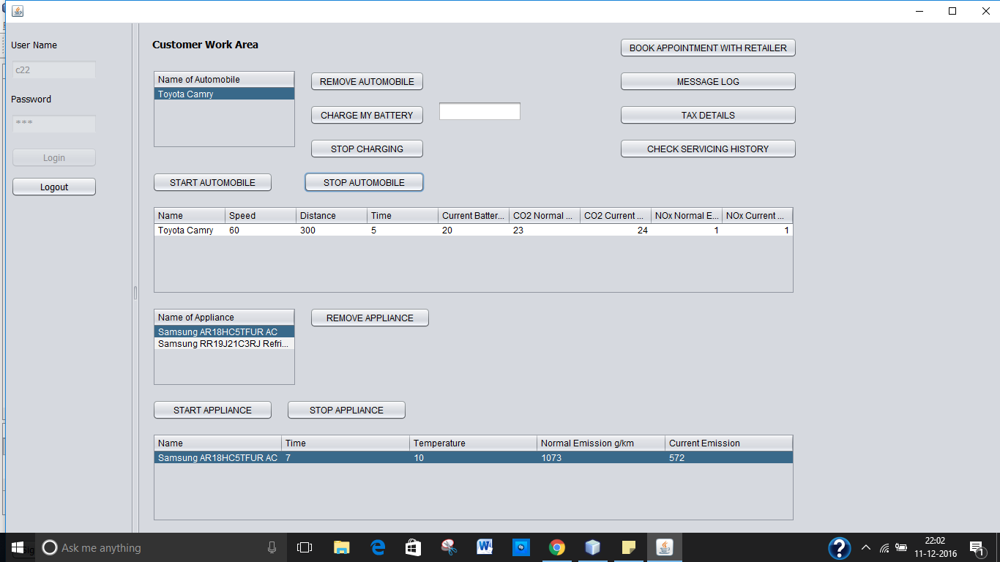 User Name
c22
Password
***
Login
Logout
Customer Work Area
BOOK APPOINTMENT WITH RETAILER
MESSAGE LOG
TAX DETAILS
CHECK SERVICING HISTORY
Name of Automobile
Toyota Camry
REMOVE AUTOMOBILE
CHARGE MY BATTERY
STOP CHARGING
START AUTOMOBILE STOP AUTOMOBILE
Name Speed Distance Time Current Batter... CO2 Normal ... CO2 Current ... NOx Normal E... NOx Current ...
Toyota Camry 60 300 5 20 23 24 1 1
Name of Appliance
Samsung AR18HC5TFUR AC
Samsung RR19J21C3RJ Refri...
REMOVE APPLIANCE
START APPLIANCE STOP APPLIANCE
Name Time Temperature Normal Emission g/km Current Emission
Samsung AR18HC5TFUR AC 7 10 1073 572
Ask me anything
22:02
11-12-2016
1